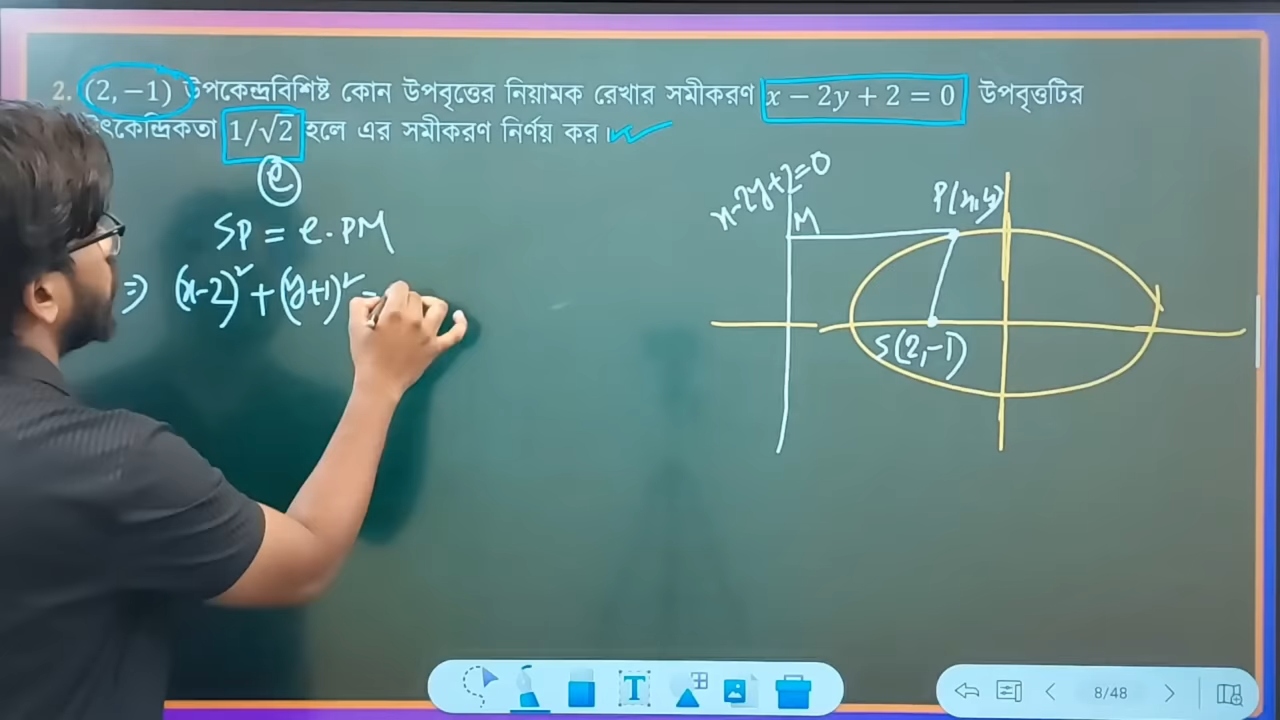 2. (2, −1) উপকেন্দ্রবিশিষ্ট কোন উপবৃত্তের নিয়ামক রেখার সমীকরণ x − 2y + 2 = 0 উপবৃত্তটির
ৎকেন্দ্রিকতা 1/√2 হলে এর সমীকরণ নির্ণয় কর।
e
SP = e.PM
⇒ (x-2)² + (y+1)² =
x-2y+2=0
M
P(x,y)
S(2,-1)
T
8/48